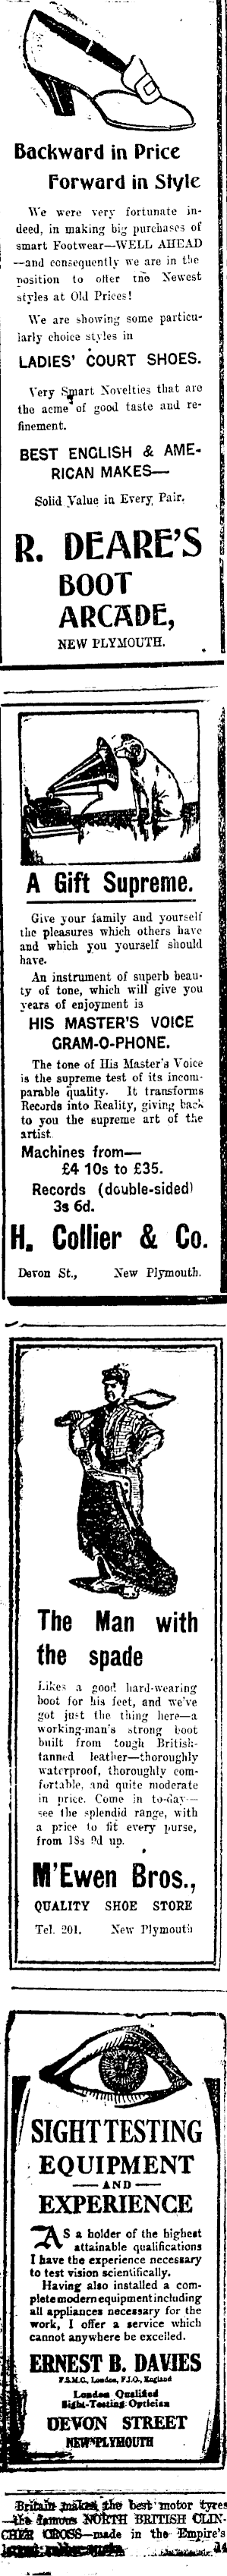 Backward in Price
Forward in Style
We were very fortunate in-
deed, in making big purchases of
smart Footwear—WELL AHEAD
—and consequently we are in the
position to offer the Newest
styles at Old Prices!
We are showing some particu-
larly choice styles in
LADIES' COURT SHOES.
Very Smart Novelties that are
the acme of good taste and re-
finement.
BEST ENGLISH & AME-
RICAN MAKES—
Solid Value in Every Pair.
R. DEARE'S
BOOT
ARCADE,
NEW PLYMOUTH.
A Gift Supreme.
Give your family and yourself
the pleasures which others have
and which you yourself should
have.
An instrument of superb beau-
ty of tone, which will give you
years of enjoyment is
HIS MASTER'S VOICE
GRAM-O-PHONE.
The tone of His Master's Voice
is the supreme test of its incom-
parable quality. It transforms
Records into Reality, giving back
to you the supreme art of the
artist.
Machines from—
£4 10s to £35.
Records (double-sided)
3s 6d.
H. Collier & Co.
Devon St., New Plymouth.
The Man with
the spade
Likes a good hard-wearing
boot for his feet, and we've
got just the thing here—a
working-man's strong boot
built from tough British-
tanned leather—thoroughly
waterproof, thoroughly com-
fortable, and quite moderate
in price. Come in to-day—
see the splendid range, with
a price to fit every purse,
from 18s 9d up.
M'Ewen Bros.,
QUALITY SHOE STORE
Tel. 201. New Plymouth
SIGHT TESTING
EQUIPMENT
AND
EXPERIENCE
AS a holder of the highest
attainable qualifications
I have the experience necessary
to test vision scientifically.
Having also installed a com-
plete modern equipment including
all appliances necessary for the
work, I offer a service which
cannot anywhere be excelled.
ERNEST B. DAVIES
F.S.M.C., London, F.I.O., England
London Qualified
Sight-Testing Optician
DEVON STREET
NEW PLYMOUTH
Britain makes the best motor tyres
—the famous NORTH BRITISH CLIN-
CHER CROSS—made in the Empire's